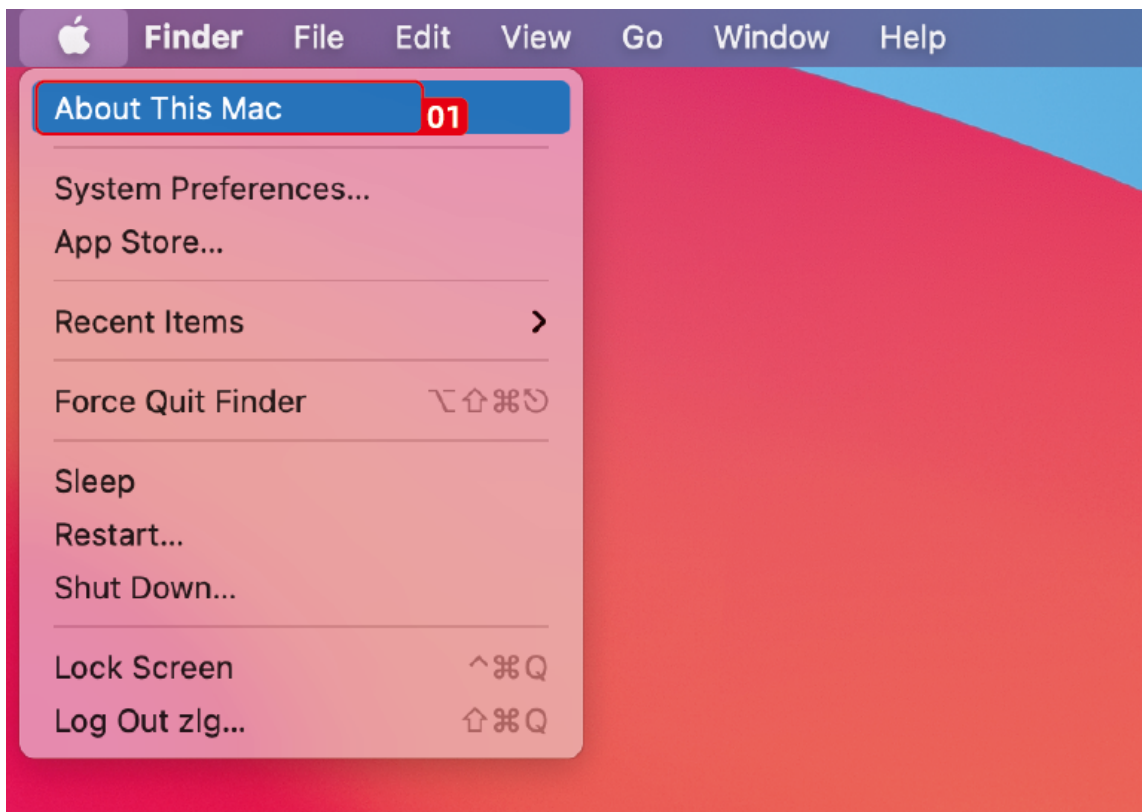 Finder File Edit View Go Window Help
About This Mac 01
System Preferences...
App Store...
Recent Items
Force Quit Finder ⌥⇧⌘⎋
Sleep
Restart...
Shut Down...
Lock Screen ^⌘Q
Log Out zlg... ⇧⌘Q